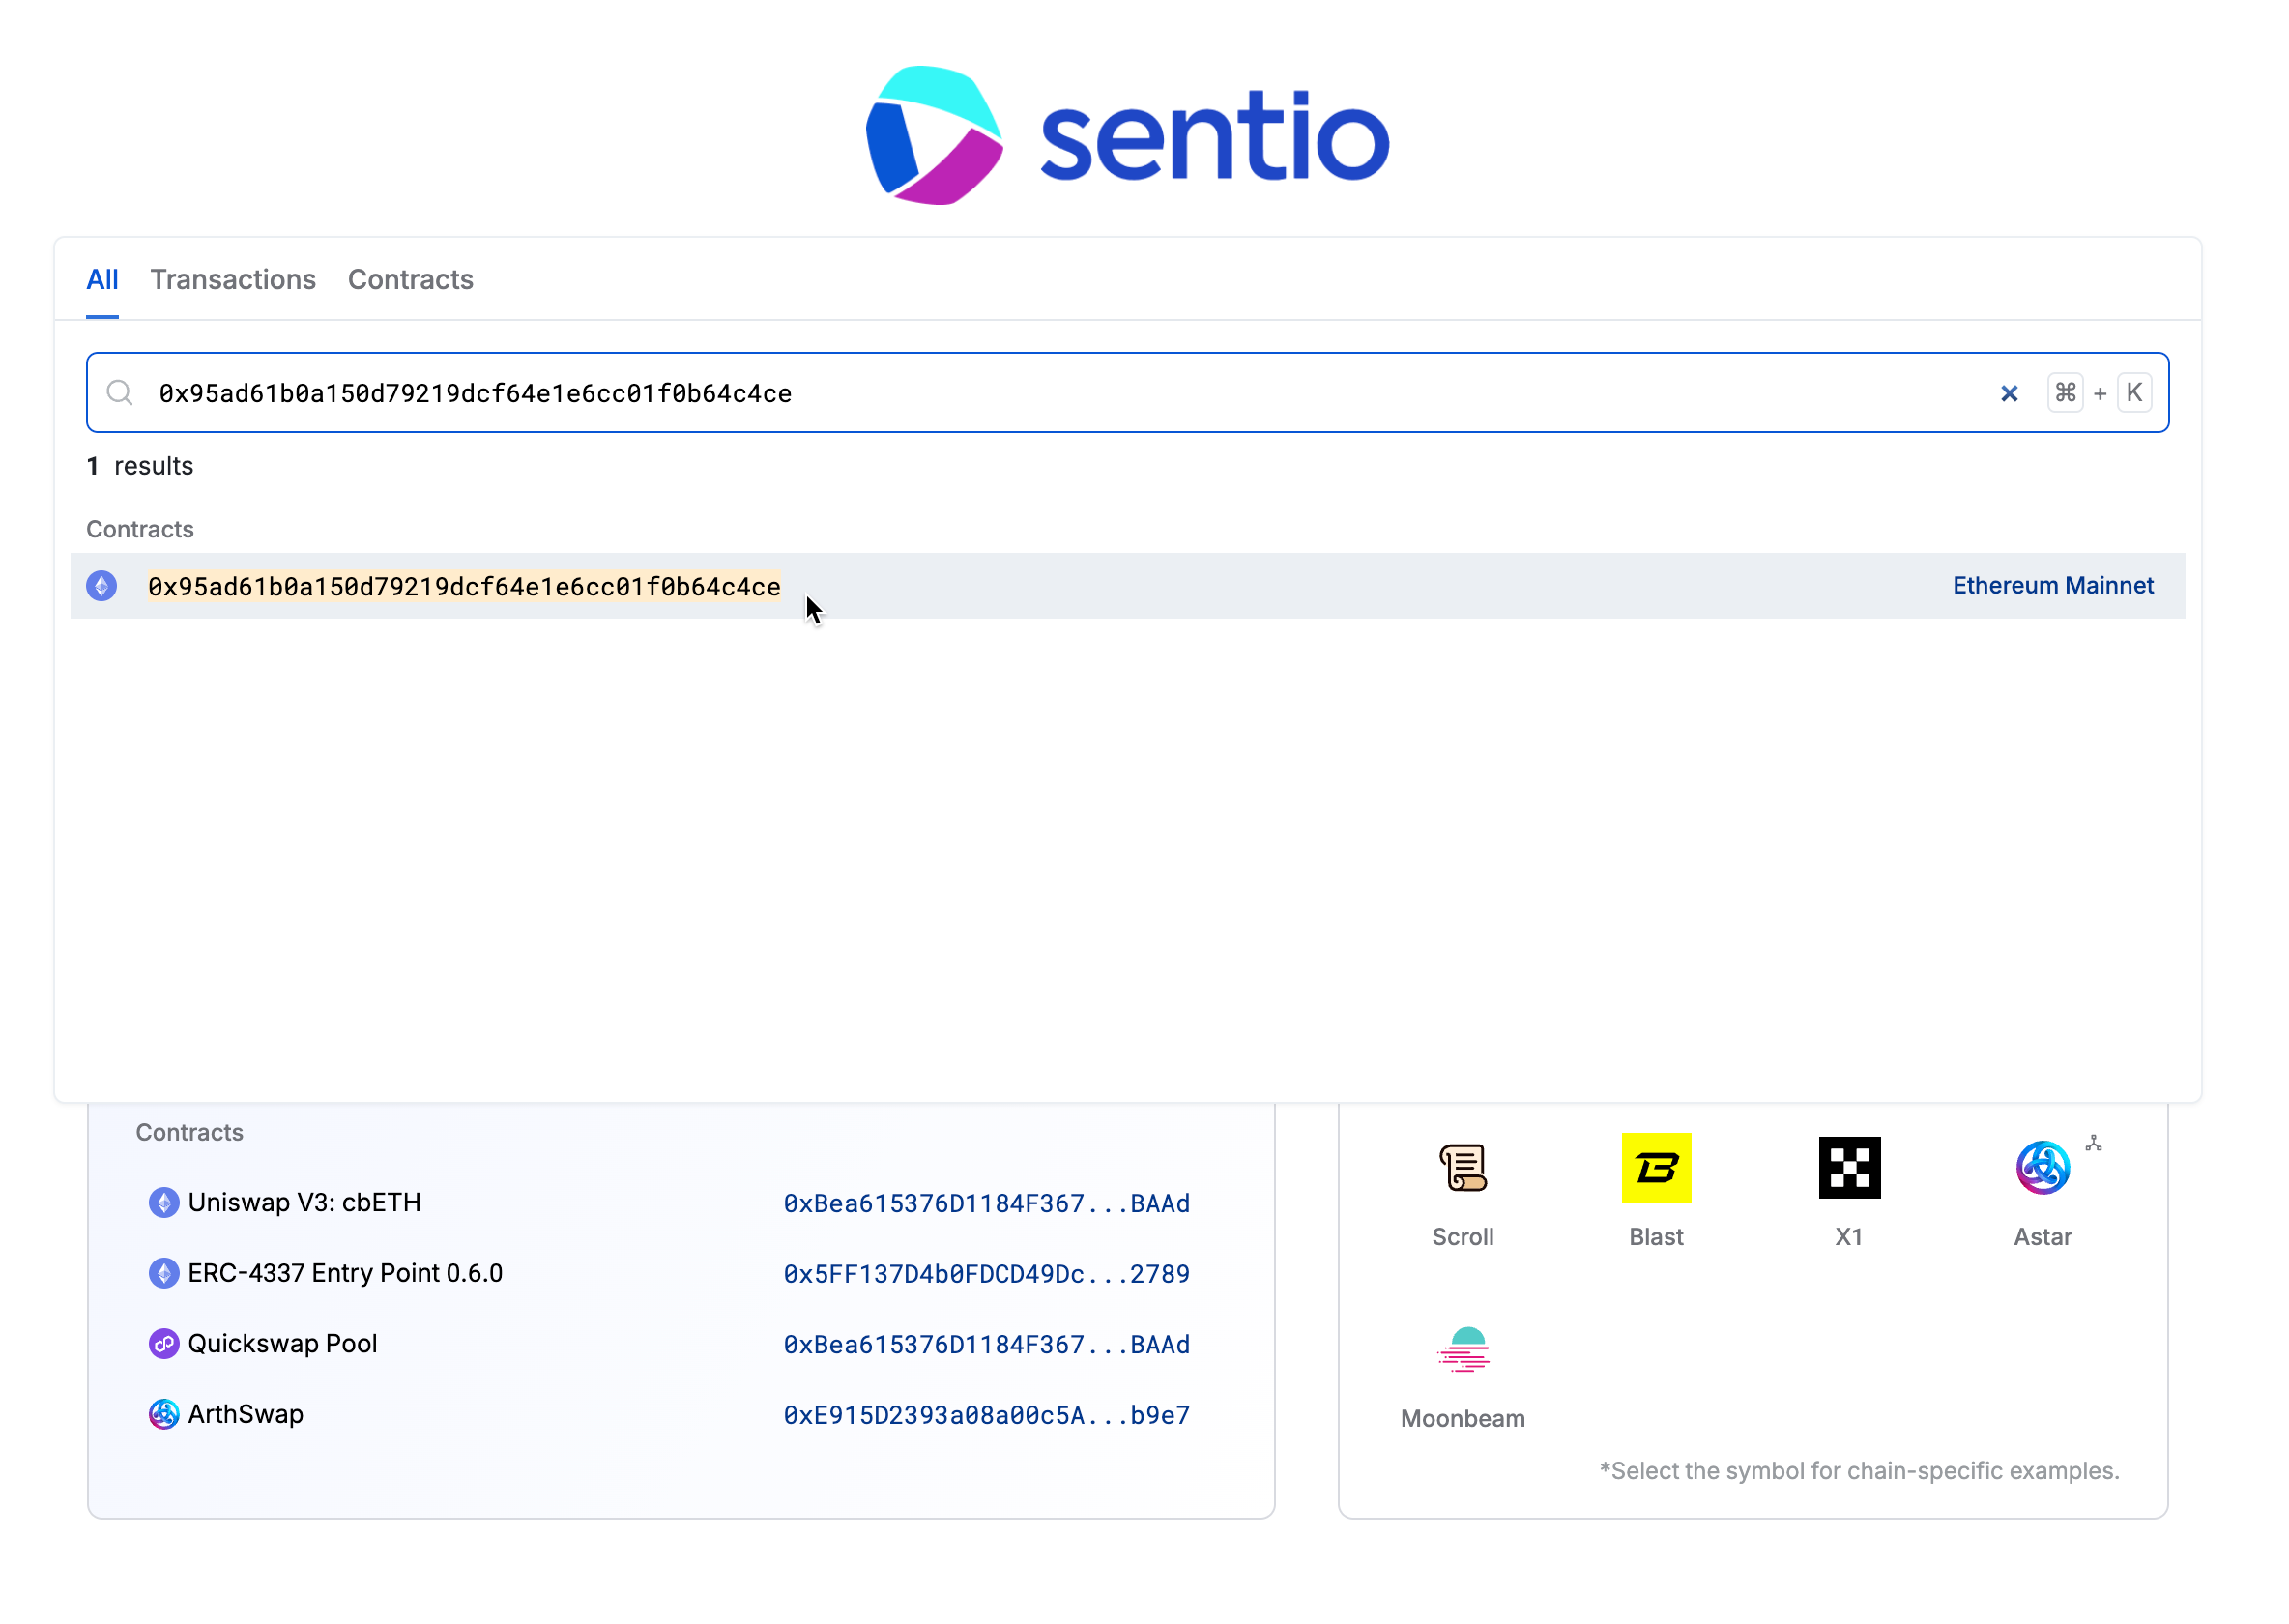 sentio
All Transactions Contracts
0x95ad61b0a150d79219dcf64e1e6cc01f0b64c4ce ⌘ + K
1 results
Contracts
0x95ad61b0a150d79219dcf64e1e6cc01f0b64c4ce Ethereum Mainnet
Contracts
Uniswap V3: cbETH 0xBea615376D1184F367...BAAd
ERC-4337 Entry Point 0.6.0 0x5FF137D4b0FDCD49Dc...2789
Quickswap Pool 0xBea615376D1184F367...BAAd
ArthSwap 0xE915D2393a08a00c5A...b9e7
Scroll Blast X1 Astar
Moonbeam
*Select the symbol for chain-specific examples.